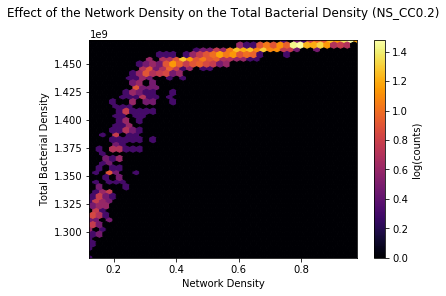 Effect of the Network Density on the Total Bacterial Density (NS_CC0.2)
1e9
1.450
1.425
1.400
1.375
1.350
1.325
1.300
Total Bacterial Density
0.2 0.4 0.6 0.8
Network Density
1.4
1.2
1.0
0.8
0.6
0.4
0.2
0.0
log(counts)